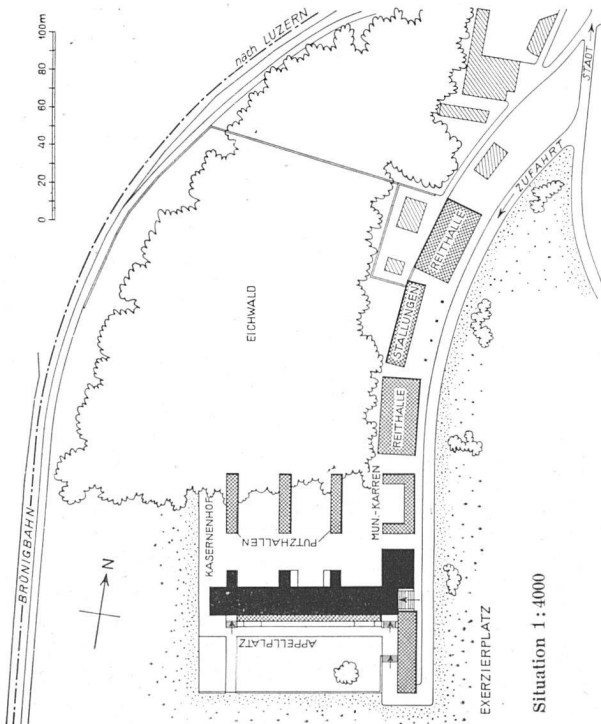 0 20 40 60 80 100m
nach LUZERN
BRÜNIGBAHN
N
EICHWALD
STADT
ZUFAHRT
REITHALLE
STALLUNGEN
REITHALLE
KASERNENHOF
PUTZHALLEN
MUN.-KARREN
APPELLPLATZ
EXERZIERPLATZ
Situation 1:4000